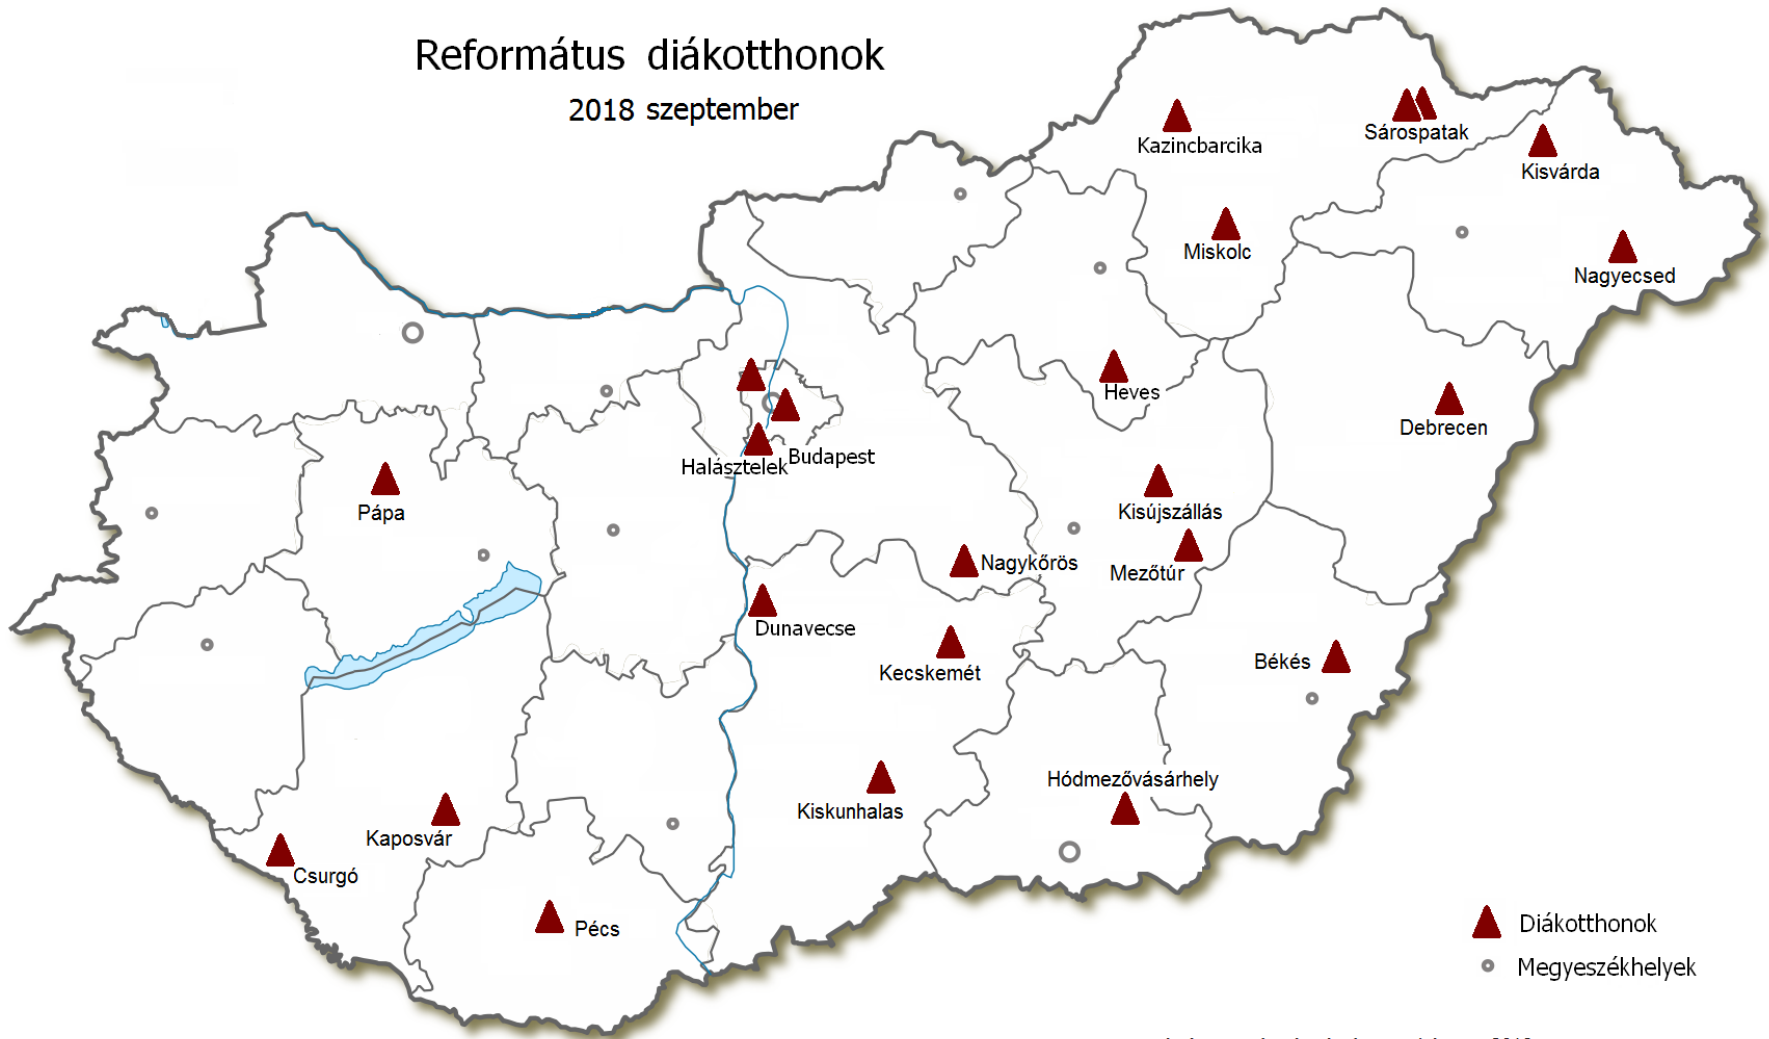 Református diákotthonok
2018 szeptember
Kazincbarcika
Sárospatak
Kisvárda
Miskolc
Nagyecsed
Heves
Debrecen
Halásztelek
Budapest
Pápa
Kisújszállás
Nagykőrös
Mezőtúr
Dunavecse
Kecskemét
Békés
Hódmezővásárhely
Kiskunhalas
Kaposvár
Csurgó
Pécs
Diákotthonok
Megyeszékhelyek